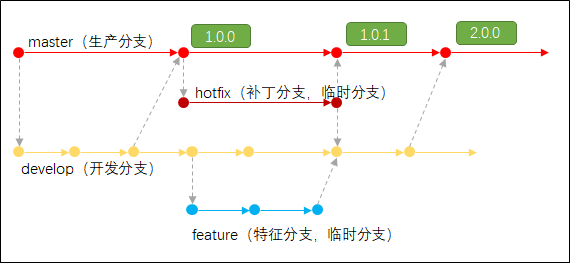 master（生产分支）
1.0.0
1.0.1
2.0.0
hotfix（补丁分支，临时分支）
develop（开发分支）
feature（特征分支，临时分支）